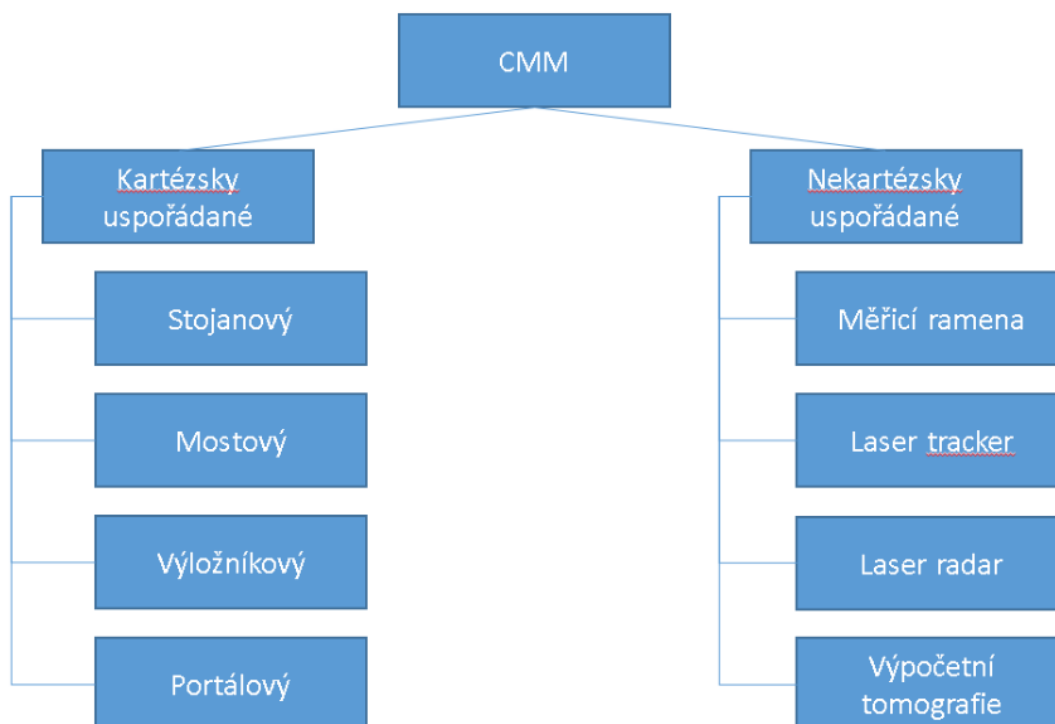 CMM
Kartézsky
uspořádané
Stojanový
Mostový
Výložníkový
Portálový
Nekartézsky
uspořádané
Měřicí ramena
Laser tracker
Laser radar
Výpočetní
tomografie